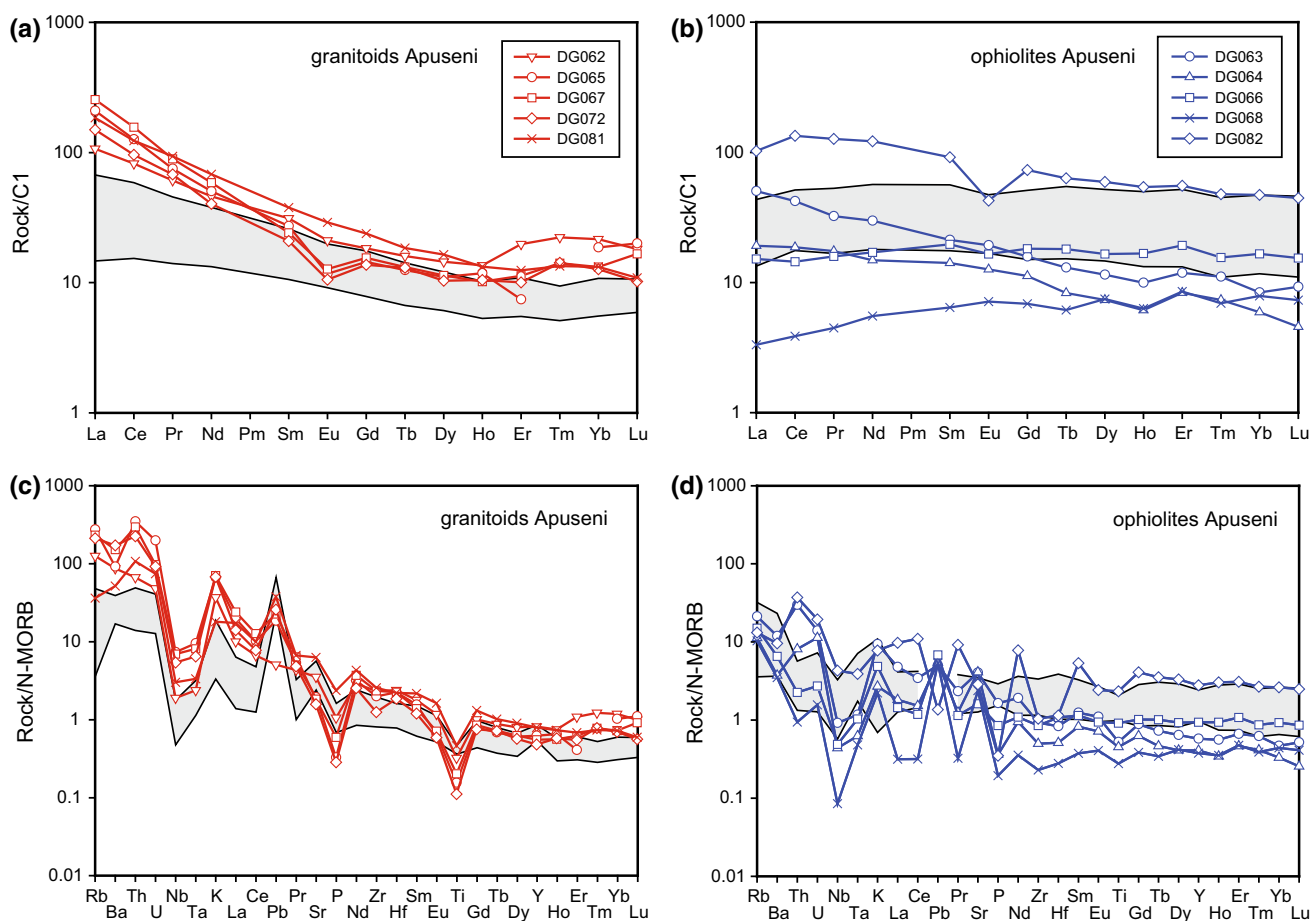 (a)
granitoids Apuseni
DG062
DG065
DG067
DG072
DG081
Rock/C1
1000
100
10
1
La Ce Pr Nd Pm Sm Eu Gd Tb Dy Ho Er Tm Yb Lu
(b)
ophiolites Apuseni
DG063
DG064
DG066
DG068
DG082
Rock/C1
1000
100
10
1
La Ce Pr Nd Pm Sm Eu Gd Tb Dy Ho Er Tm Yb Lu
(c)
granitoids Apuseni
Rock/N-MORB
1000
100
10
1
0.1
0.01
Rb Th Nb K Ce Pr P Zr Sm Ti Tb Y Er Yb
Ba U Ta La Pb Sr Nd Hf Eu Gd Dy Ho Tm Lu
(d)
ophiolites Apuseni
Rock/N-MORB
1000
100
10
1
0.1
0.01
Rb Th Nb K Ce Pr P Zr Sm Ti Tb Y Er Yb
Ba U Ta La Pb Sr Nd Hf Eu Gd Dy Ho Tm Lu